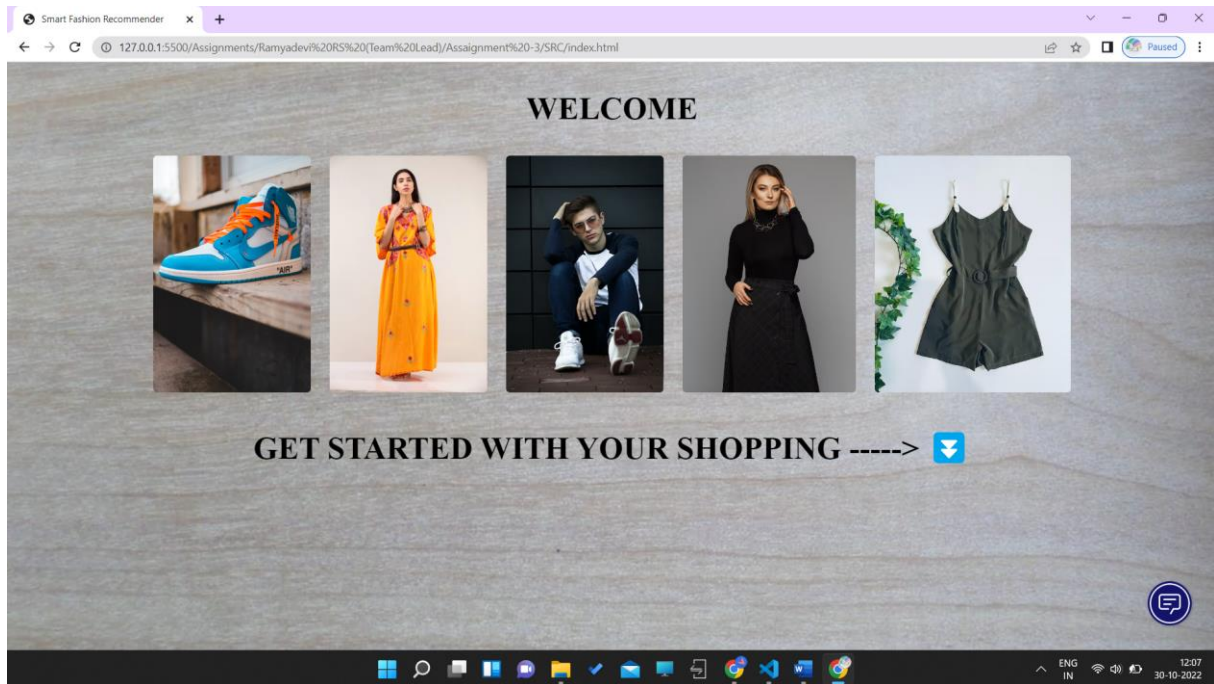 Smart Fashion Recommender
127.0.0.1:5500/Assignments/Ramyadevi%20RS%20(Team%20Lead)/Assaignment%20-3/SRC/index.html
Paused
WELCOME
"AIR"
GET STARTED WITH YOUR SHOPPING ----->
ENG
IN
12:07
30-10-2022